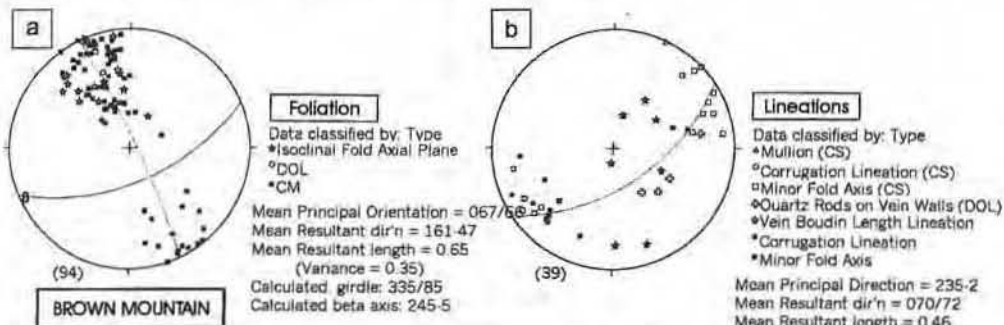 a
Foliation
Data classified by: Type
Isoclinal Fold Axial Plane
DOL
CM
Mean Principal Orientation = 067/66
Mean Resultant dir'n = 161-47
Mean Resultant length = 0.65
(Variance = 0.35)
Calculated girdle: 335/85
Calculated beta axis: 245-5
(94)
BROWN MOUNTAIN
b
Lineations
Data classified by: Type
Mullion (CS)
Corrugation Lineation (CS)
Minor Fold Axis (CS)
Quartz Rods on Vein Walls (DOL)
Vein Boudin Length Lineation
Corrugation Lineation
Minor Fold Axis
(39)
Mean Principal Direction = 235-2
Mean Resultant dir'n = 070/72
Mean Resultant length = 0.46